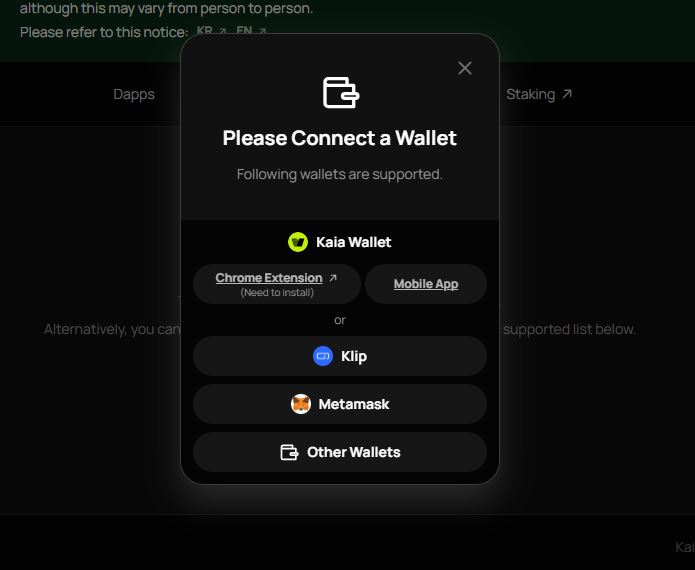 although this may vary from person to person.
Please refer to this notice: KR ↗ EN ↗
Dapps
Staking ↗
Please Connect a Wallet
Following wallets are supported.
Kaia Wallet
Chrome Extension ↗
(Need to install)
Mobile App
or
Alternatively, you can
supported list below.
Klip
Metamask
Other Wallets
Kai